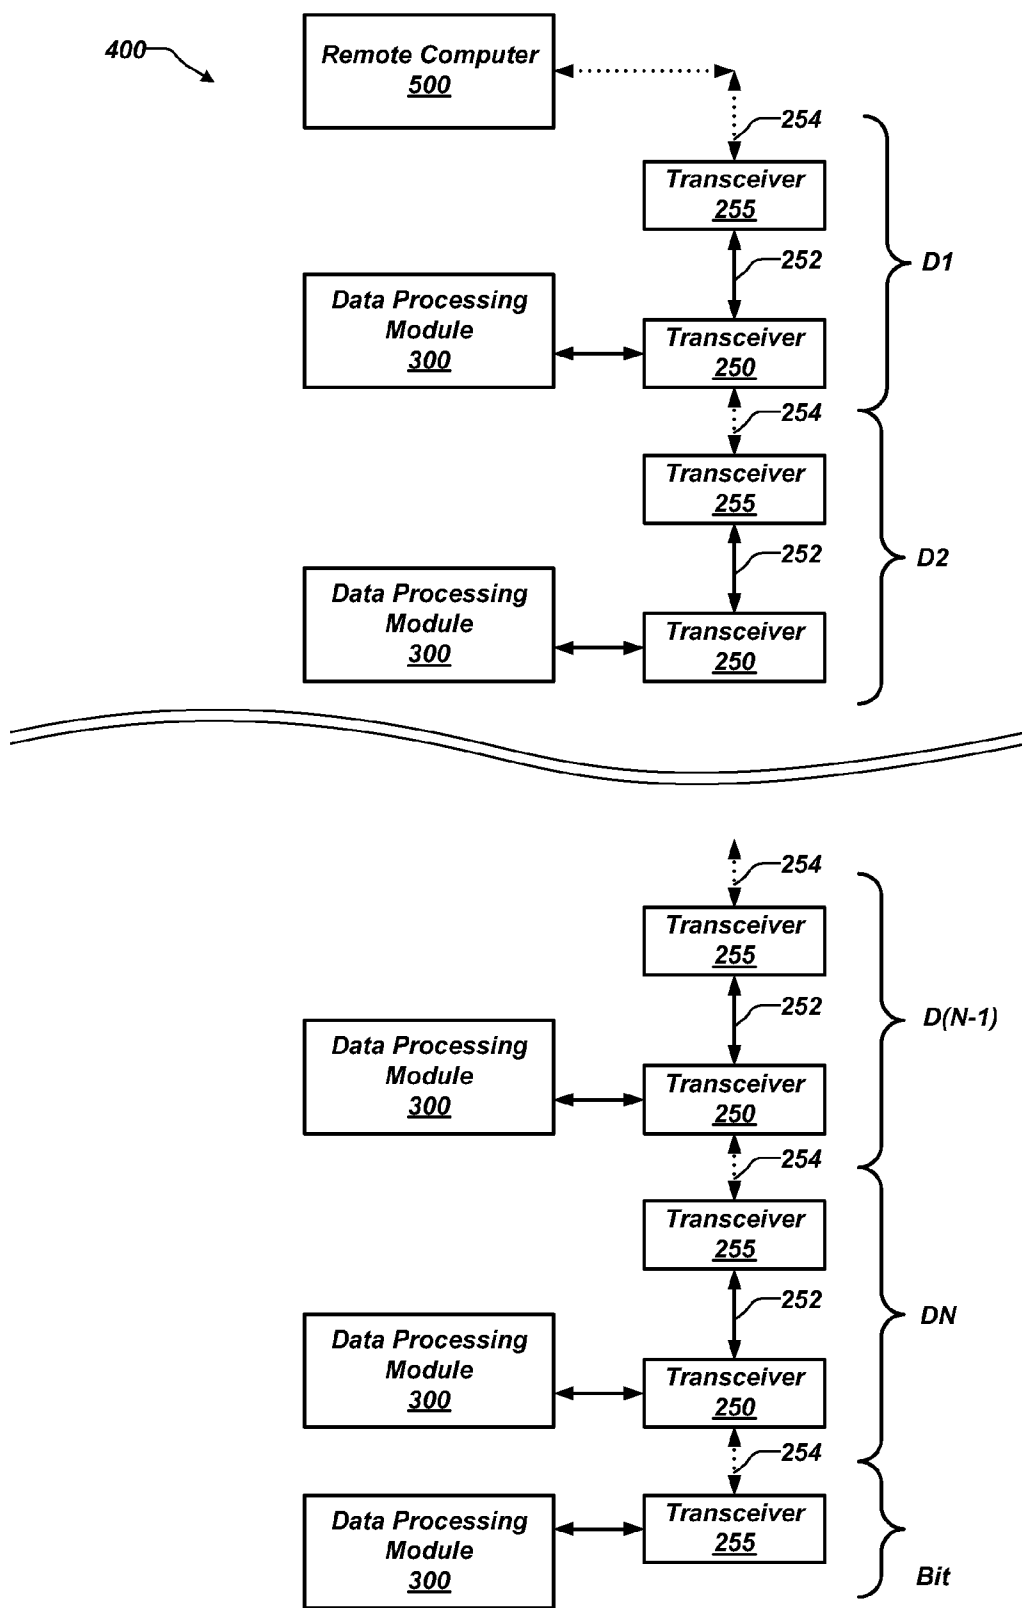 400
Remote Computer
500
254
Transceiver
255
252
D1
Data Processing
Module
300
Transceiver
250
254
Transceiver
255
252
D2
Data Processing
Module
300
Transceiver
250
254
Transceiver
255
252
D(N-1)
Data Processing
Module
300
Transceiver
250
254
Transceiver
255
252
DN
Data Processing
Module
300
Transceiver
250
254
Data Processing
Module
300
Transceiver
255
Bit